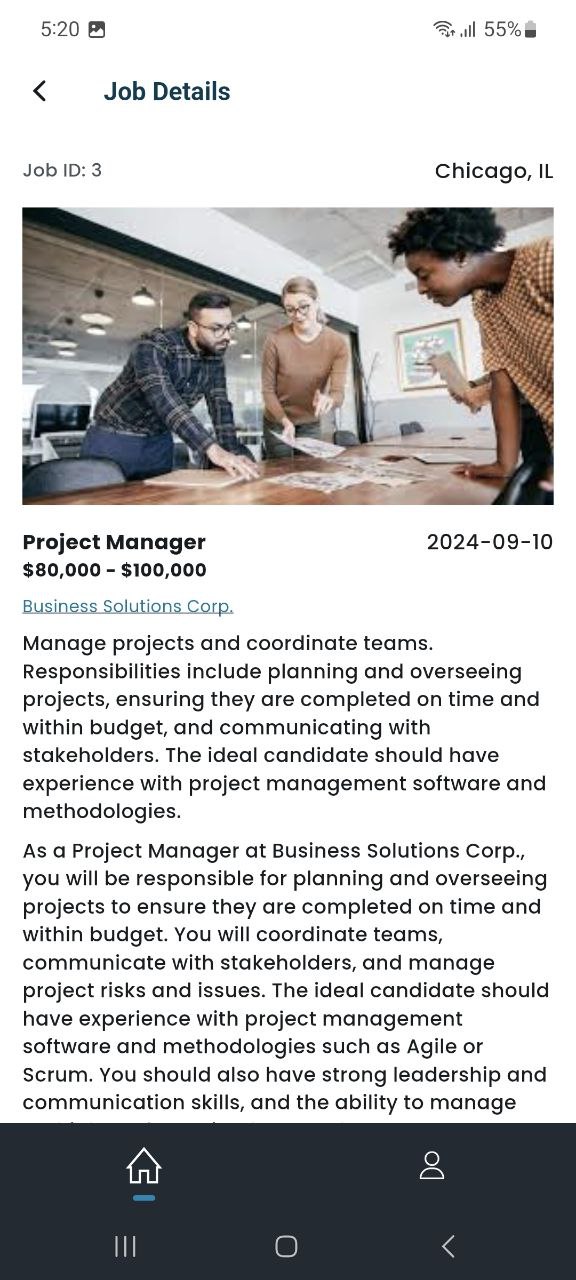 5:20 55%
Job Details
Job ID: 3 Chicago, IL
Project Manager 2024-09-10
$80,000 - $100,000
Business Solutions Corp.
Manage projects and coordinate teams.
Responsibilities include planning and overseeing
projects, ensuring they are completed on time and
within budget, and communicating with
stakeholders. The ideal candidate should have
experience with project management software and
methodologies.
As a Project Manager at Business Solutions Corp.,
you will be responsible for planning and overseeing
projects to ensure they are completed on time and
within budget. You will coordinate teams,
communicate with stakeholders, and manage
project risks and issues. The ideal candidate should
have experience with project management
software and methodologies such as Agile or
Scrum. You should also have strong leadership and
communication skills, and the ability to manage